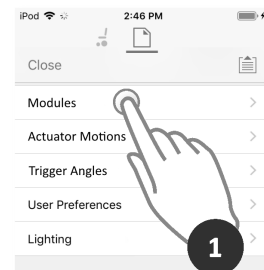 iPod 2:46 PM
Close
Modules
Actuator Motions
Trigger Angles
User Preferences
Lighting
1